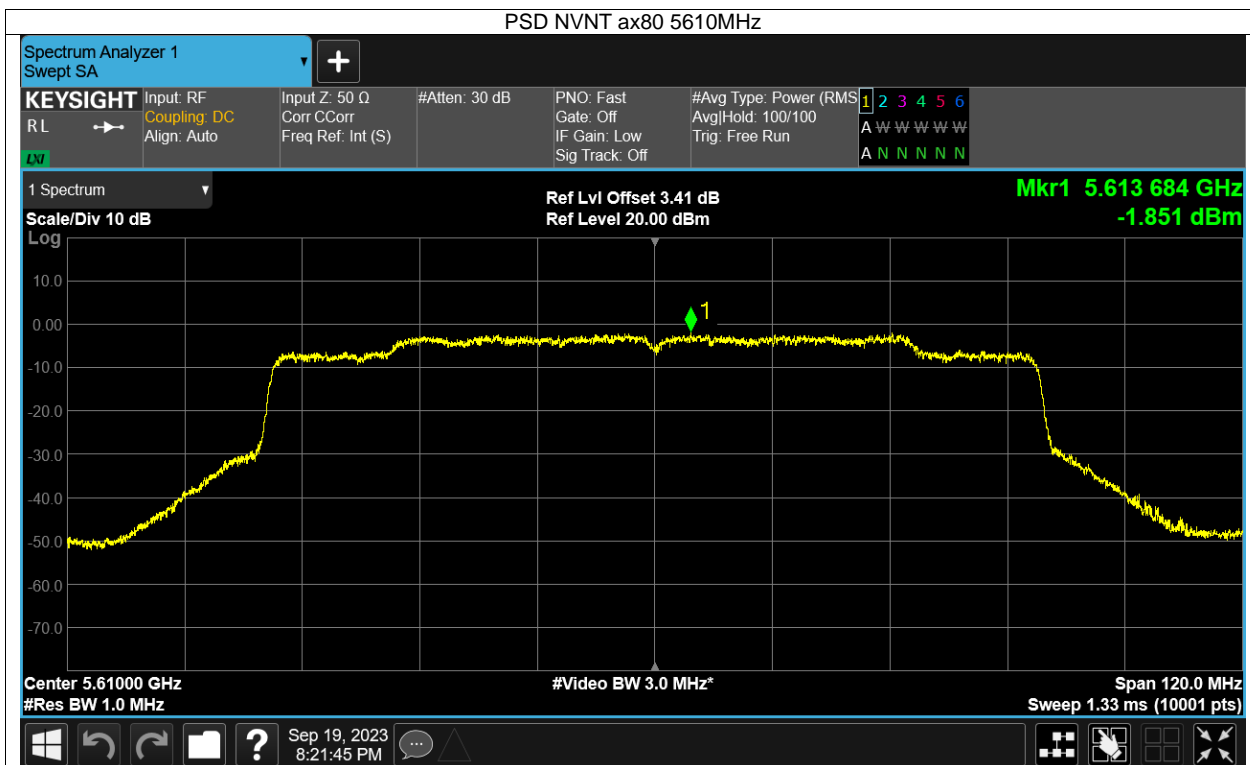 PSD NVNT ax80 5610MHz
Spectrum Analyzer 1
Swept SA
KEYSIGHT
RL
LXI
Input: RF
Coupling: DC
Align: Auto
Input Z: 50 Ω
Corr CCorr
Freq Ref: Int (S)
#Atten: 30 dB
PNO: Fast
Gate: Off
IF Gain: Low
Sig Track: Off
#Avg Type: Power (RMS
Avg|Hold: 100/100
Trig: Free Run
1 2 3 4 5 6
A W W W W W
A N N N N N
1 Spectrum
Scale/Div 10 dB
Log
Ref Lvl Offset 3.41 dB
Ref Level 20.00 dBm
Mkr1 5.613 684 GHz
-1.851 dBm
1
10.0
0.00
-10.0
-20.0
-30.0
-40.0
-50.0
-60.0
-70.0
Center 5.61000 GHz
#Res BW 1.0 MHz
#Video BW 3.0 MHz*
Span 120.0 MHz
Sweep 1.33 ms (10001 pts)
?
Sep 19, 2023
8:21:45 PM